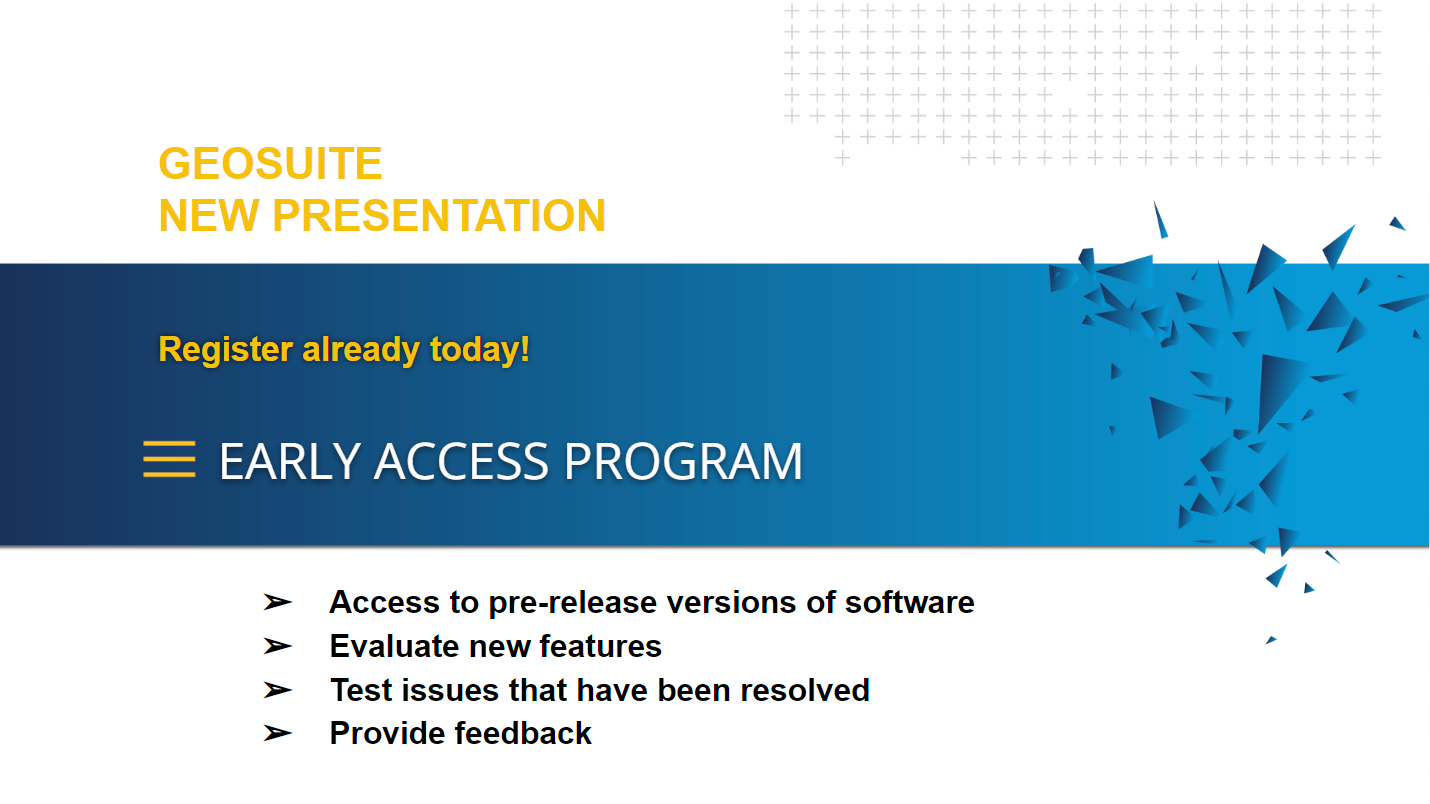 GEOSUITE
NEW PRESENTATION
Register already today!
EARLY ACCESS PROGRAM
➢ Access to pre-release versions of software
➢ Evaluate new features
➢ Test issues that have been resolved
➢ Provide feedback